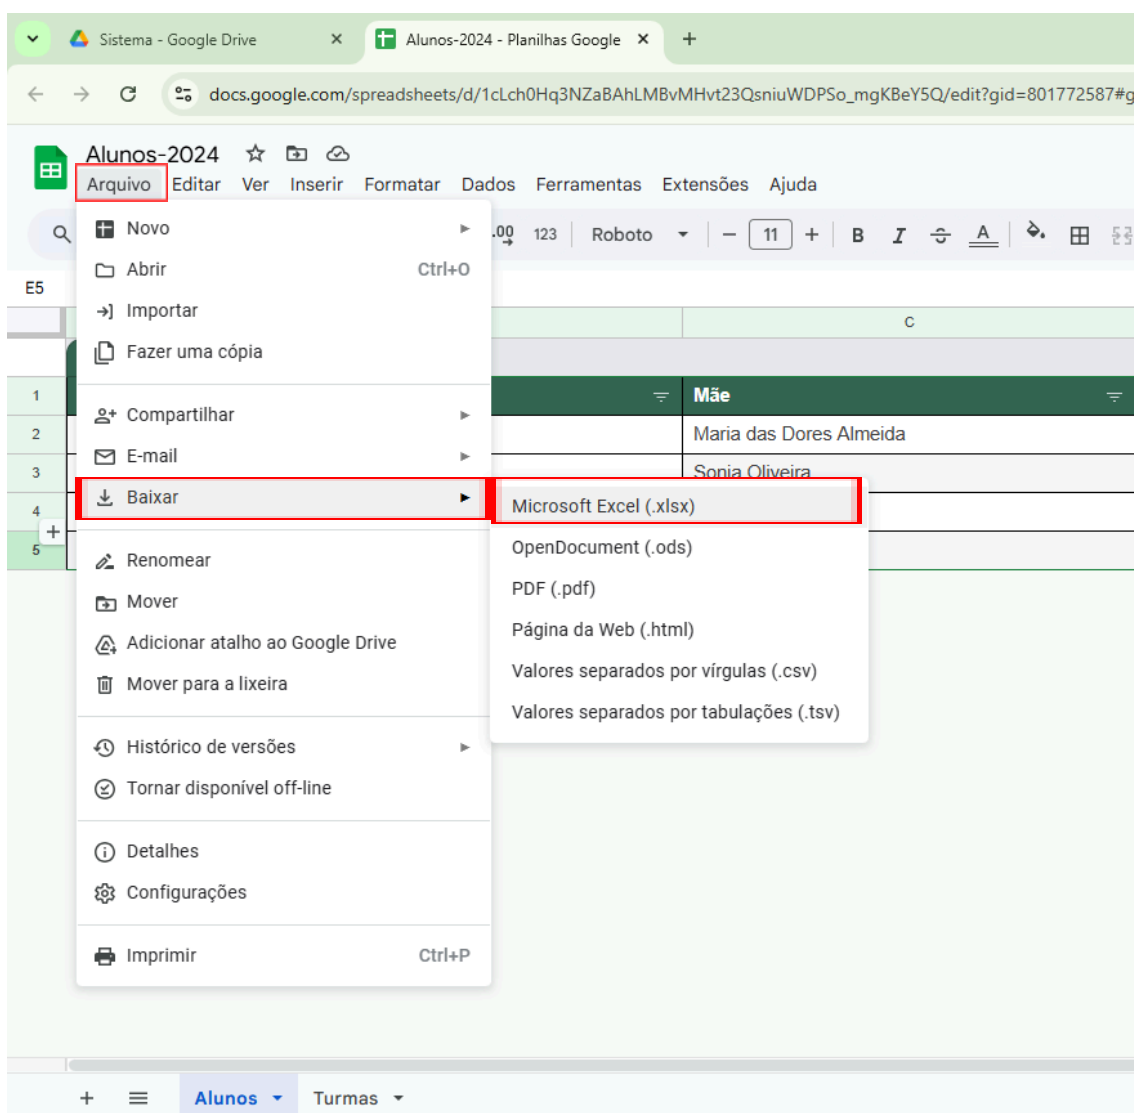 Sistema - Google Drive
Alunos-2024 - Planilhas Google
docs.google.com/spreadsheets/d/1cLch0Hq3NZaBAhLMBvMHvt23QsniuWDPSo_mgKBeY5Q/edit?gid=801772587#g
Alunos-2024
Arquivo Editar Ver Inserir Formatar Dados Ferramentas Extensões Ajuda
.00 123 Roboto 11 B I A
E5
C
1 Mãe
2 Maria das Dores Almeida
3 Sonia Oliveira
4
5
Novo
Abrir Ctrl+O
Importar
Fazer uma cópia
Compartilhar
E-mail
Baixar
Renomear
Mover
Adicionar atalho ao Google Drive
Mover para a lixeira
Histórico de versões
Tornar disponível off-line
Detalhes
Configurações
Imprimir Ctrl+P
Microsoft Excel (.xlsx)
OpenDocument (.ods)
PDF (.pdf)
Página da Web (.html)
Valores separados por vírgulas (.csv)
Valores separados por tabulações (.tsv)
Alunos Turmas